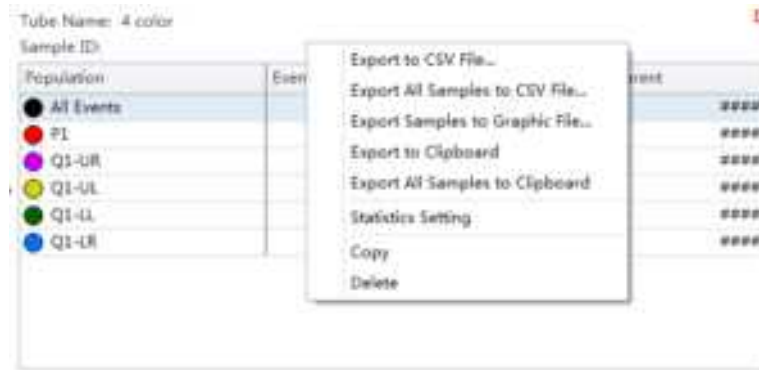 Tube Name: 4 color
Sample ID:
Population Even rent
All Events ####
P1 ####
Q1-UR ####
Q1-UL ####
Q1-LL ####
Q1-LR ####
Export to CSV File...
Export All Samples to CSV File...
Export Samples to Graphic File...
Export to Clipboard
Export All Samples to Clipboard
Statistics Setting
Copy
Delete